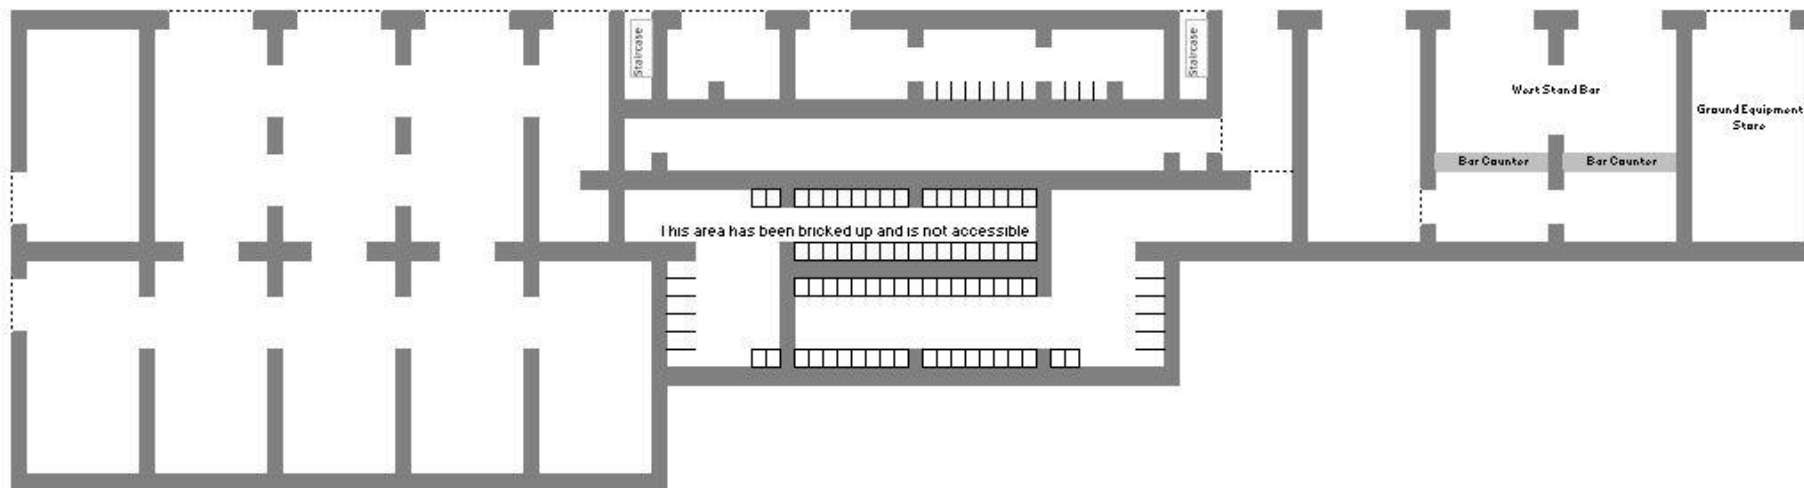 Staircase
Staircase
West Stand Bar
Ground Equipment
Store
Bar Counter
Bar Counter
This area has been bricked up and is not accessible